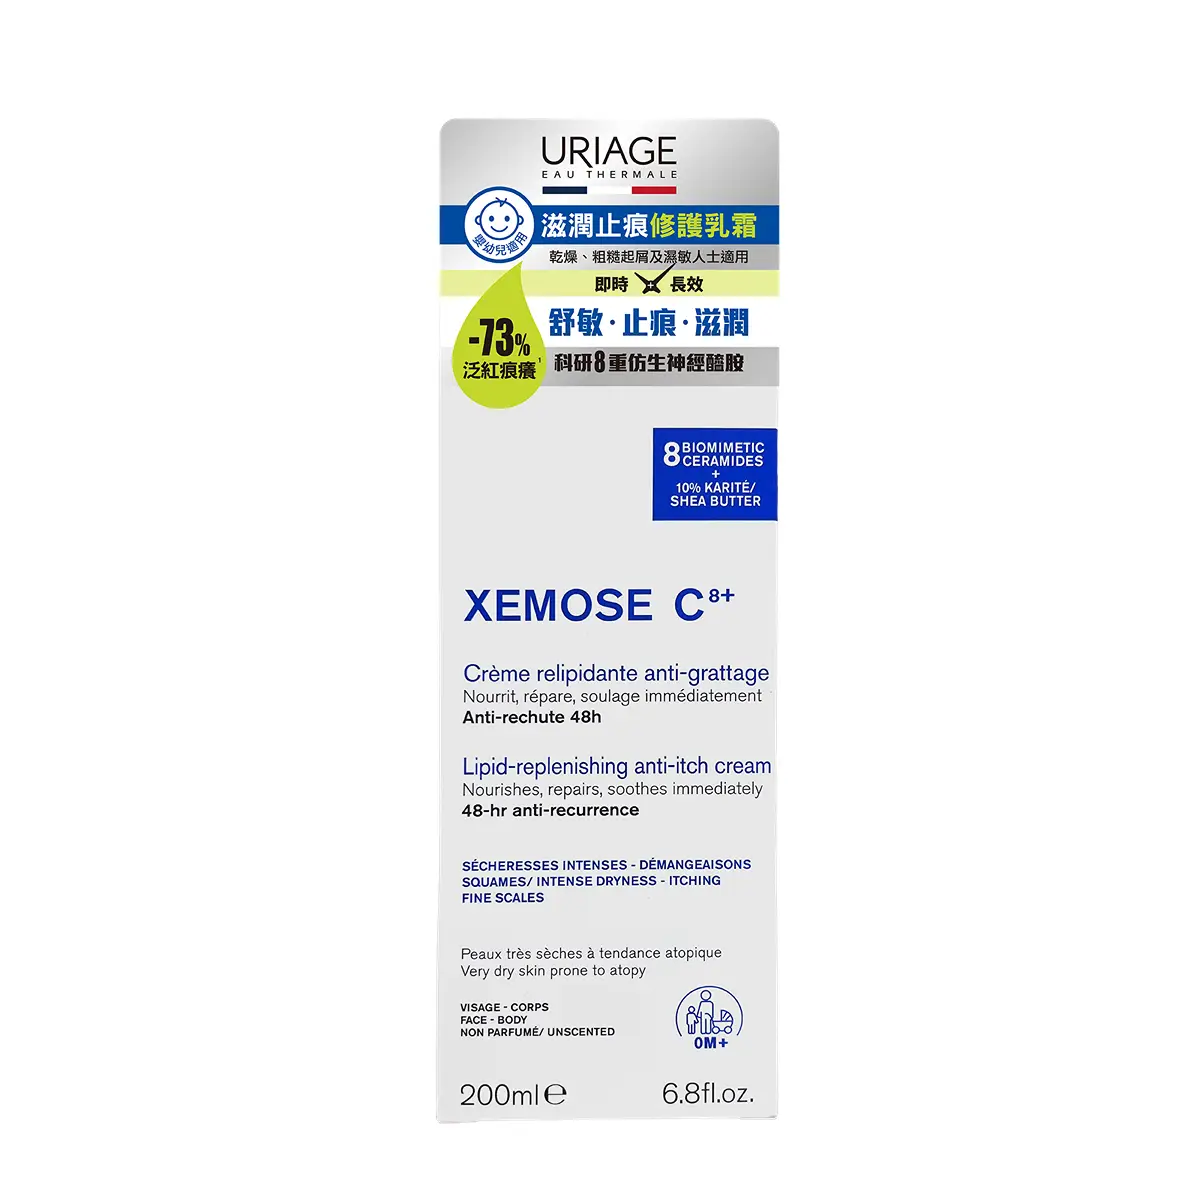 URIAGE
EAU THERMALE
嬰幼兒適用
滋潤止痕修護乳霜
乾燥、粗糙起屑及濕敏人士適用
即時 長效
舒敏·止痕·滋潤
-73%
泛紅痕癢¹
科研8重仿生神經醯胺
8 BIOMIMETIC
CERAMIDES
+
10% KARITÉ/
SHEA BUTTER
XEMOSE C⁸⁺
Crème relipidante anti-grattage
Nourrit, répare, soulage immédiatement
Anti-rechute 48h
Lipid-replenishing anti-itch cream
Nourishes, repairs, soothes immediately
48-hr anti-recurrence
SÉCHERESSES INTENSES - DÉMANGEAISONS
SQUAMES/ INTENSE DRYNESS - ITCHING
FINE SCALES
Peaux très sèches à tendance atopique
Very dry skin prone to atopy
VISAGE - CORPS
FACE - BODY
NON PARFUMÉ/ UNSCENTED
0M+
200ml℮
6.8fl.oz.